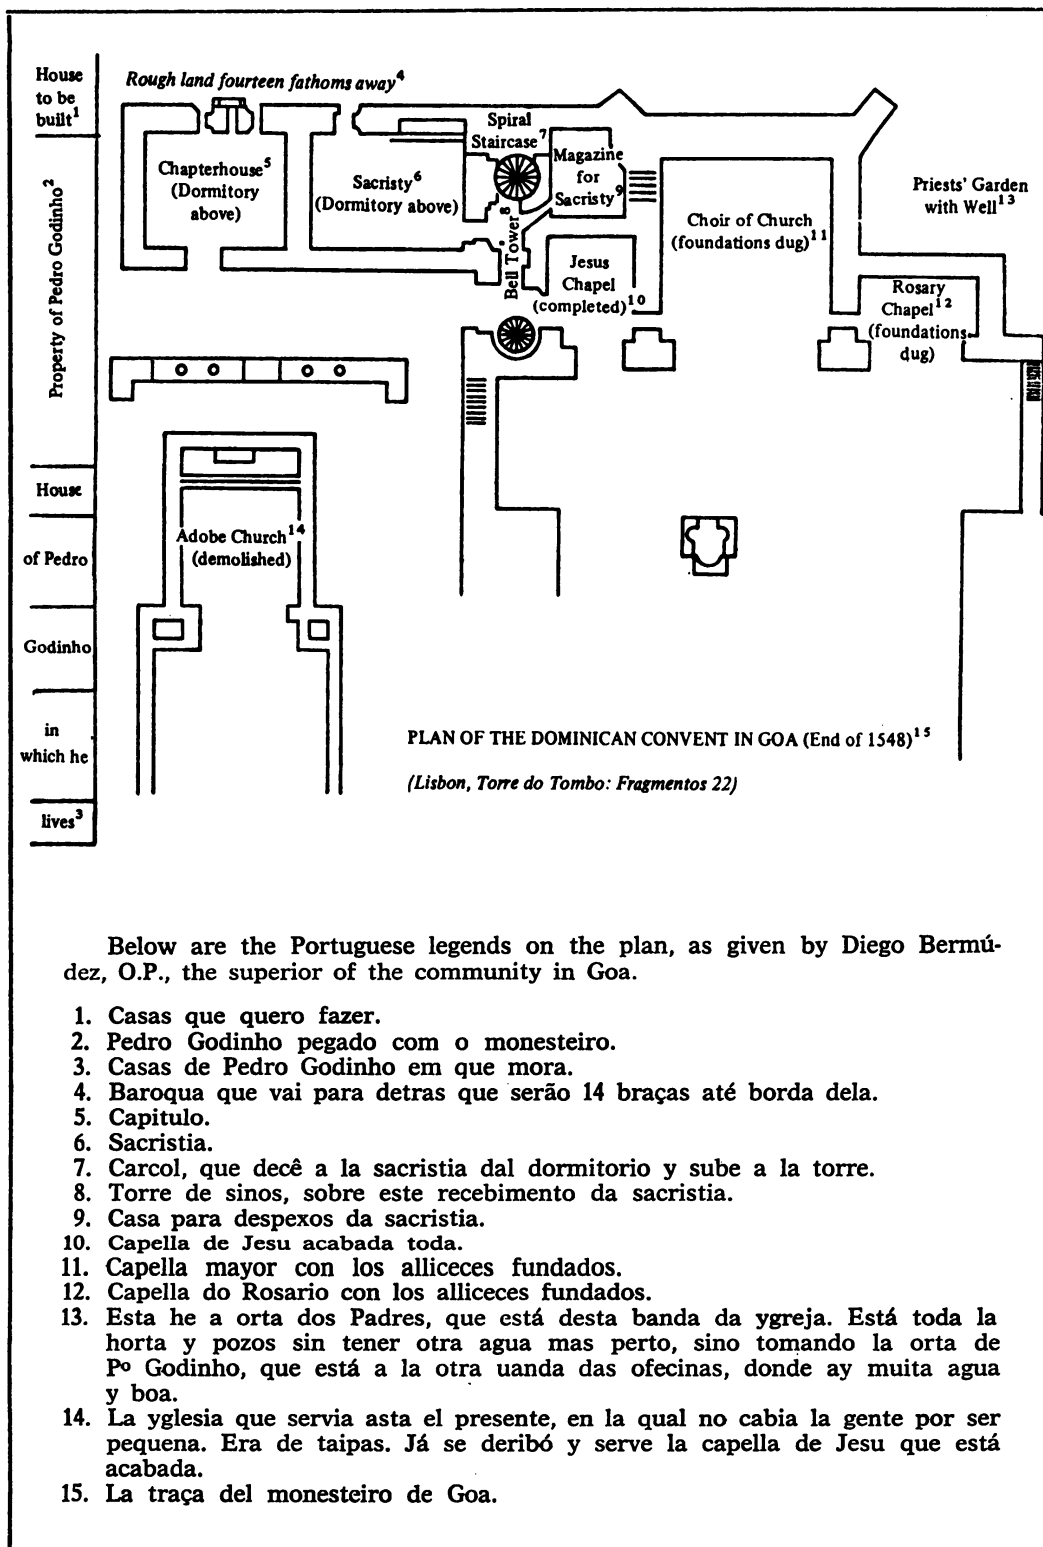 House
to be
built¹
Property of Pedro Godinho²
House
of Pedro
Godinho
in
which he
lives³
Rough land fourteen fathoms away⁴
Chapterhouse⁵
(Dormitory
above)
Sacristy⁶
(Dormitory above)
Spiral
Staircase⁷
Bell Tower⁸
Magazine
for
Sacristy⁹
Jesus
Chapel
(completed)¹⁰
Choir of Church
(foundations dug)¹¹
Rosary
Chapel¹²
(foundations
dug)
Priests' Garden
with Well¹³
Adobe Church¹⁴
(demolished)
PLAN OF THE DOMINICAN CONVENT IN GOA (End of 1548)¹⁵
(Lisbon, Torre do Tombo: Fragmentos 22)
Below are the Portuguese legends on the plan, as given by Diego Bermú-
dez, O.P., the superior of the community in Goa.
1. Casas que quero fazer.
2. Pedro Godinho pegado com o monesteiro.
3. Casas de Pedro Godinho em que mora.
4. Baroqua que vai para detras que serão 14 braças até borda dela.
5. Capitulo.
6. Sacristia.
7. Carcol, que decê a la sacristia dal dormitorio y sube a la torre.
8. Torre de sinos, sobre este recebimento da sacristia.
9. Casa para despexos da sacristia.
10. Capella de Jesu acabada toda.
11. Capella mayor con los alliceces fundados.
12. Capella do Rosario con los alliceces fundados.
13. Esta he a orta dos Padres, que está desta banda da ygreja. Está toda la
horta y pozos sin tener otra agua mas perto, sino tomando la orta de
Pº Godinho, que está a la otra uanda das ofecinas, donde ay muita agua
y boa.
14. La yglesia que servia asta el presente, en la qual no cabia la gente por ser
pequena. Era de taipas. Já se deribó y serve la capella de Jesu que está
acabada.
15. La traça del monesteiro de Goa.